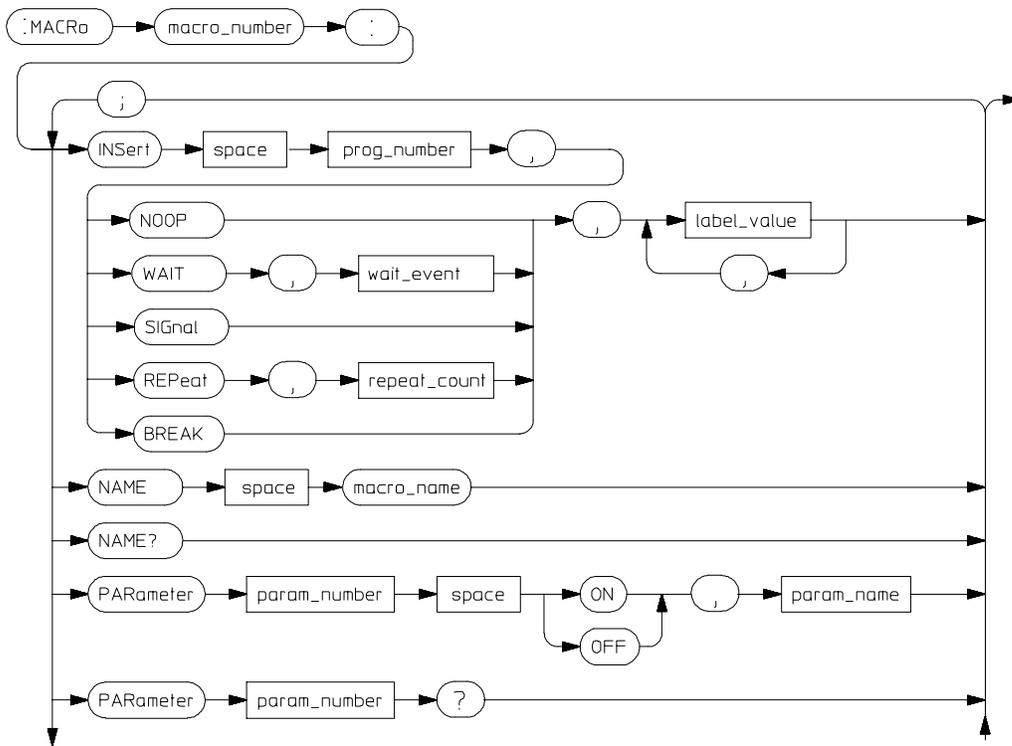 :MACRo macro_number :
;
INSert space prog_number ,
NOOP , label_value
WAIT , wait_event ,
SIGnal
REPeat , repeat_count
BREAK
NAME space macro_name
NAME?
PARameter param_number space ON , param_name
OFF
PARameter param_number ?